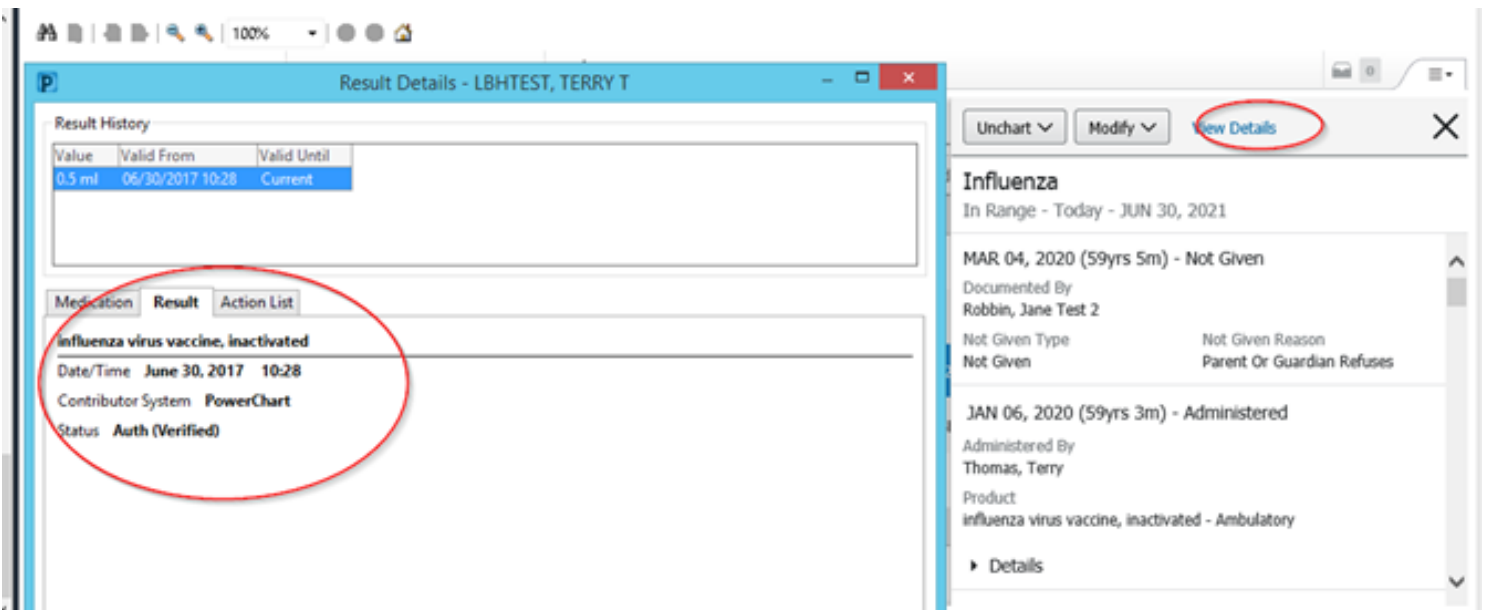 100%
Result Details - LBHTEST, TERRY T
Result History
Value Valid From Valid Until
0.5 ml 06/30/2017 10:28 Current
Medication Result Action List
influenza virus vaccine, inactivated
Date/Time June 30, 2017 10:28
Contributor System PowerChart
Status Auth (Verified)
0
Unchart Modify View Details
Influenza
In Range - Today - JUN 30, 2021
MAR 04, 2020 (59yrs 5m) - Not Given
Documented By
Robbin, Jane Test 2
Not Given Type Not Given Reason
Not Given Parent Or Guardian Refuses
JAN 06, 2020 (59yrs 3m) - Administered
Administered By
Thomas, Terry
Product
influenza virus vaccine, inactivated - Ambulatory
Details